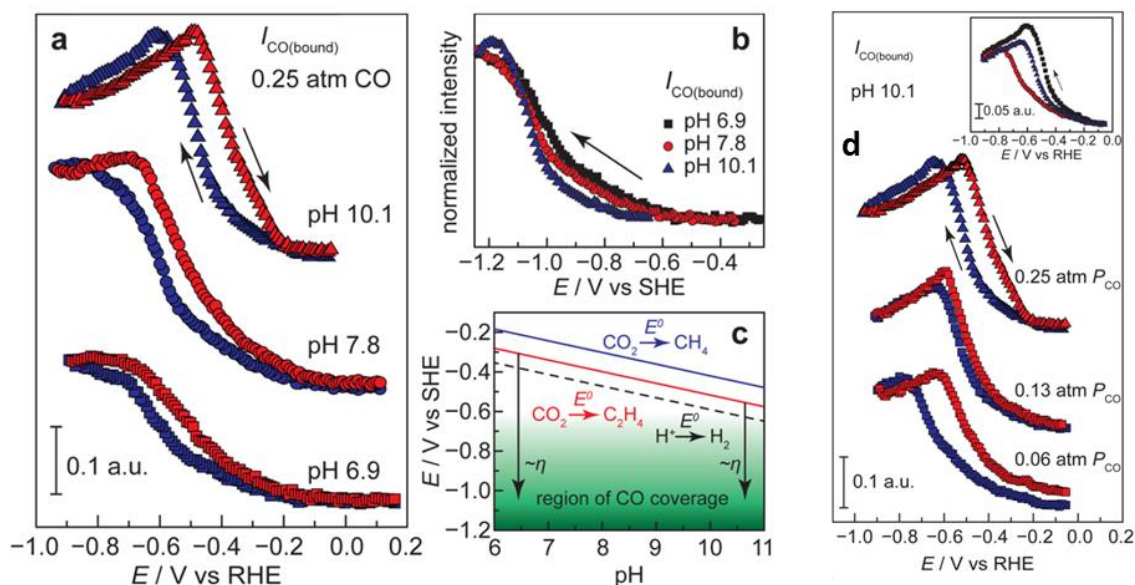 a
I CO(bound)
0.25 atm CO
pH 10.1
pH 7.8
pH 6.9
0.1 a.u.
−1.0 −0.8 −0.6 −0.4 −0.2 0.0 0.2
E / V vs RHE
b
normalized intensity
I CO(bound)
pH 6.9
pH 7.8
pH 10.1
−1.2 −1.0 −0.8 −0.6 −0.4
E / V vs SHE
c
E / V vs SHE
−0.2
−0.4
−0.6
−0.8
−1.0
−1.2
E⁰
CO₂ → CH₄
E⁰
CO₂ → C₂H₄
E⁰
H⁺ → H₂
~η
~η
region of CO coverage
6 7 8 9 10 11
pH
I CO(bound)
pH 10.1
0.05 a.u.
−1.0 −0.8 −0.6 −0.4 −0.2 0.0
E / V vs RHE
d
0.25 atm P CO
0.13 atm P CO
0.06 atm P CO
0.1 a.u.
−1.0 −0.8 −0.6 −0.4 −0.2 0.0 0.2
E / V vs RHE